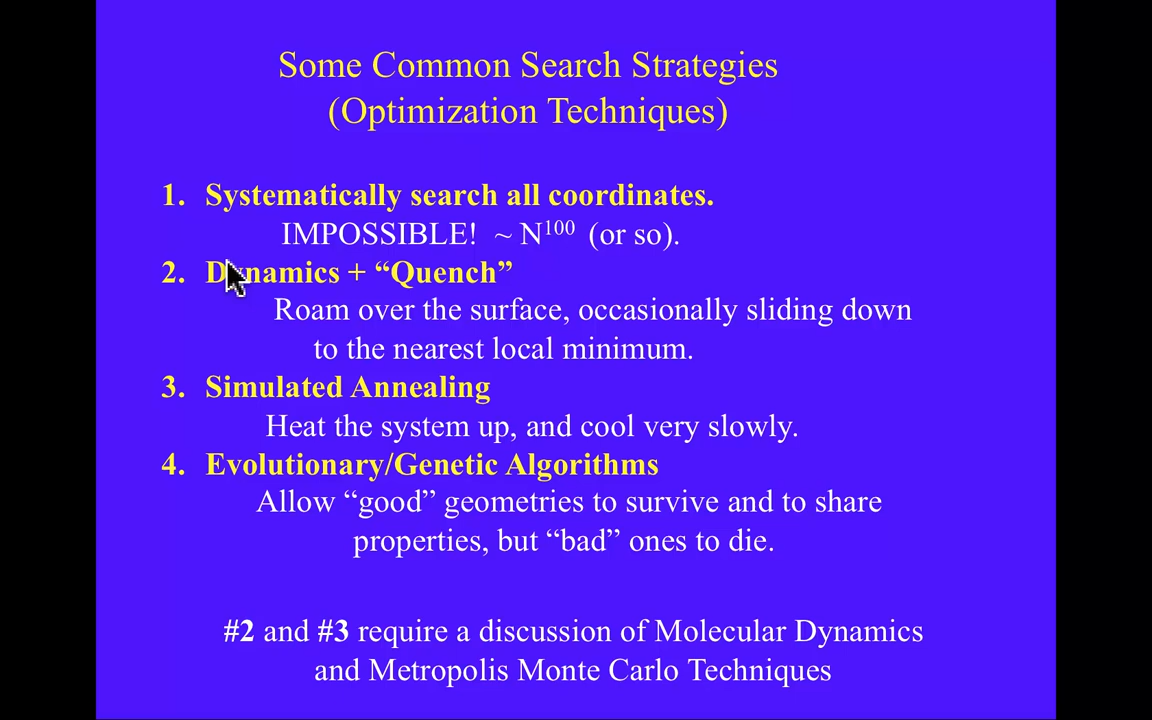 Some Common Search Strategies
(Optimization Techniques)
1. Systematically search all coordinates.
IMPOSSIBLE! ~ N¹⁰⁰ (or so).
2. Dynamics + “Quench”
Roam over the surface, occasionally sliding down
to the nearest local minimum.
3. Simulated Annealing
Heat the system up, and cool very slowly.
4. Evolutionary/Genetic Algorithms
Allow “good” geometries to survive and to share
properties, but “bad” ones to die.
#2 and #3 require a discussion of Molecular Dynamics
and Metropolis Monte Carlo Techniques